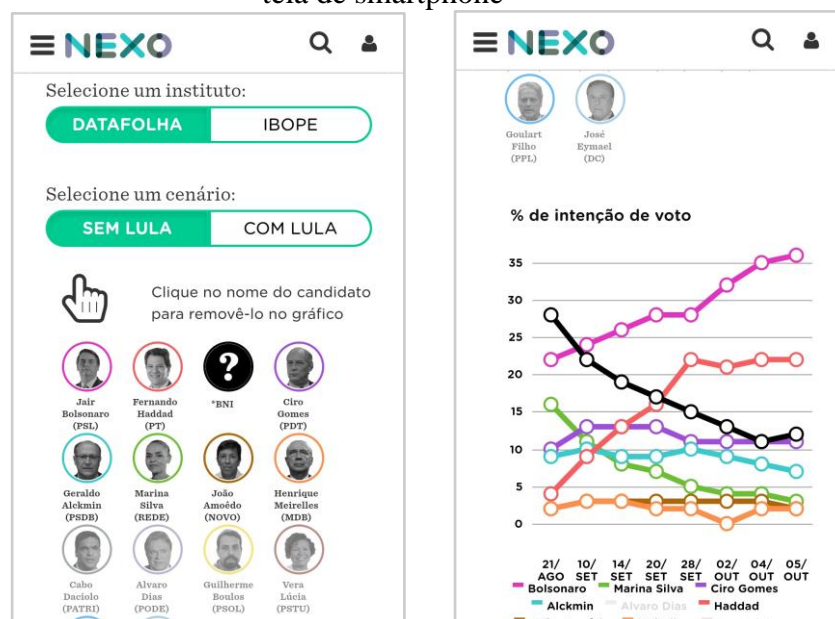 tela de smartphone
NEXO
Selecione um instituto:
DATAFOLHA IBOPE
Selecione um cenário:
SEM LULA COM LULA
Clique no nome do candidato
para removê-lo no gráfico
?
Jair
Bolsonaro
(PSL)
Fernando
Haddad
(PT)
*BNI
Ciro
Gomes
(PDT)
Geraldo
Alckmin
(PSDB)
Marina
Silva
(REDE)
João
Amoêdo
(NOVO)
Henrique
Meirelles
(MDB)
Cabo
Daciolo
(PATRI)
Alvaro
Dias
(PODE)
Guilherme
Boulos
(PSOL)
Vera
Lúcia
(PSTU)
NEXO
Goulart
Filho
(PPL)
José
Eymael
(DC)
% de intenção de voto
35
30
25
20
15
10
5
0
21/ 10/ 14/ 20/ 28/ 02/ 04/ 05/
AGO SET SET SET SET OUT OUT OUT
Bolsonaro Marina Silva Ciro Gomes
Alckmin Alvaro Dias Haddad